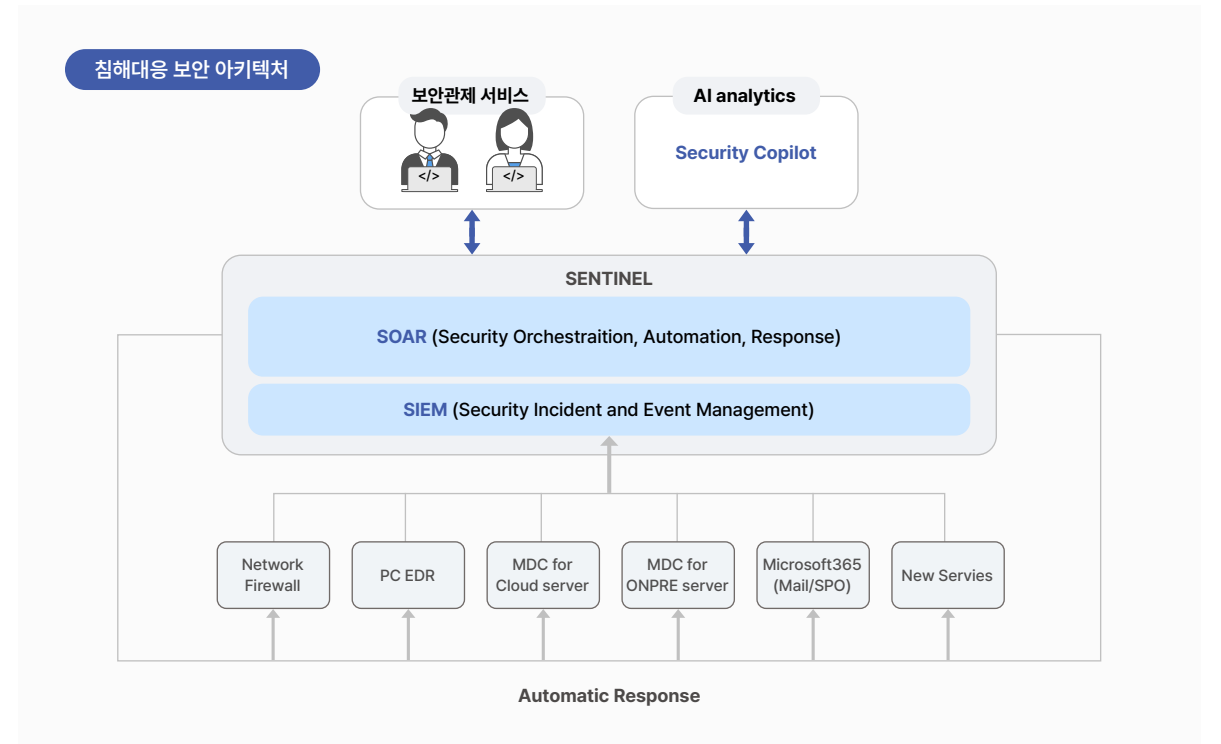 침해대응 보안 아키텍처
보안관제 서비스
</>
</>
AI analytics
Security Copilot
SENTINEL
SOAR (Security Orchestraition, Automation, Response)
SIEM (Security Incident and Event Management)
Network
Firewall
PC EDR
MDC for
Cloud server
MDC for
ONPRE server
Microsoft365
(Mail/SPO)
New Servies
Automatic Response